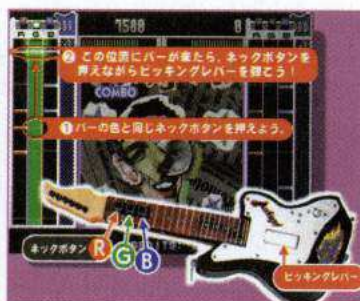 7588
8
R G B
② この位置にバーが来たら、ネックボタンを
押えながらピッキングレバーを弾こう!
COMBO
① バーの色と同じネックボタンを押えよう。
ネックボタン R G B
ピッキングレバー